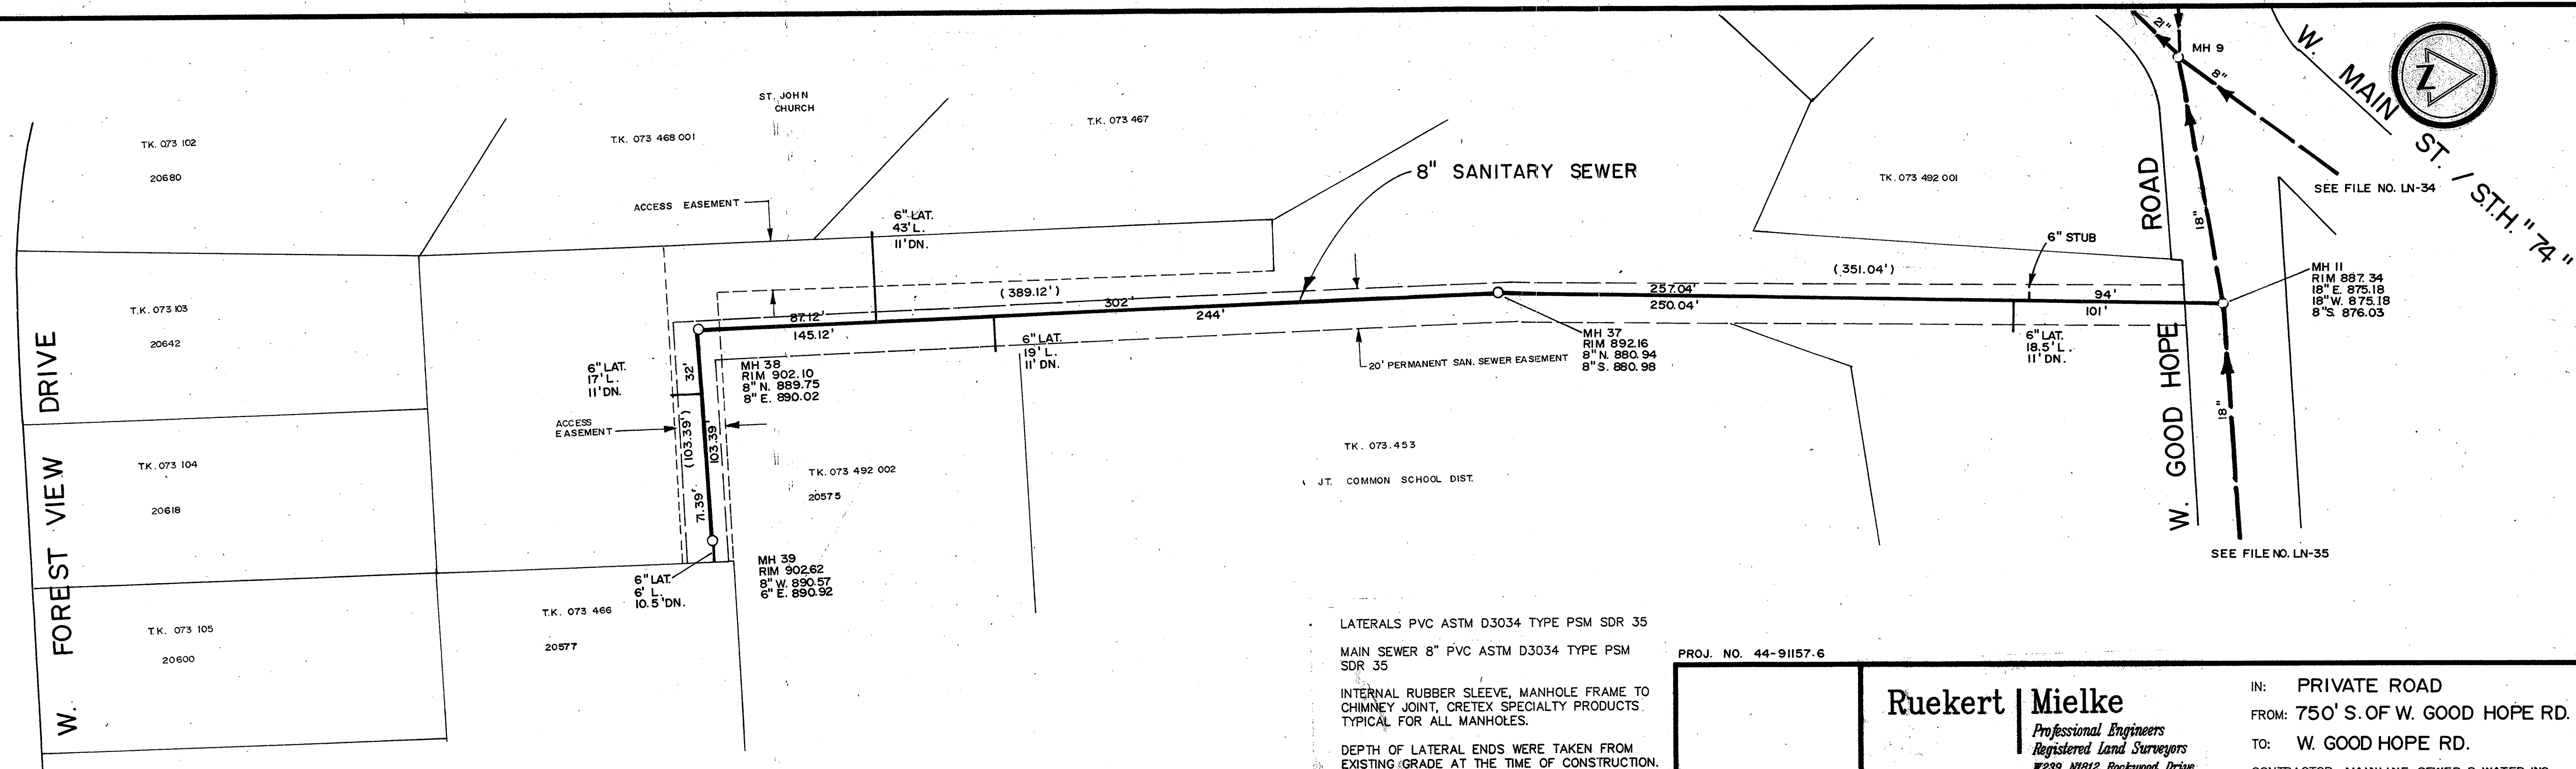 21"
MH 9
8"
W. MAIN ST. / S.T.H. "74"
Z
SEE FILE NO. LN-34
18"
ST. JOHN
CHURCH
T.K. 073 102
20680
T.K. 073 468 001
T.K. 073 467
8" SANITARY SEWER
TK. 073 492 001
ACCESS EASEMENT
6" LAT.
43' L.
11' DN.
6" STUB
(351.04')
W. GOOD HOPE ROAD
MH 11
RIM 887.34
18" E. 875.18
18" W. 875.18
8" S. 876.03
T.K. 073 103
20642
(389.12')
87.12'
302'
145.12'
244'
257.04'
250.04'
94'
101'
MH 37
RIM 892.16
8" N. 880.94
8" S. 880.98
6" LAT.
19' L.
11' DN.
20' PERMANENT SAN. SEWER EASEMENT
6" LAT.
18.5' L.
11' DN.
6" LAT.
17' L.
11' DN.
32'
MH 38
RIM 902.10
8" N. 889.75
8" E. 890.02
ACCESS
EASEMENT
(103.39')
103.39'
71.39'
18"
W. FOREST VIEW DRIVE
T.K. 073 104
20618
T.K. 073 492 002
20575
TK. 073.453
JT. COMMON SCHOOL DIST.
SEE FILE NO. LN-35
MH 39
RIM 902.62
8" W. 890.57
6" E. 890.92
6" LAT.
6' L.
10.5' DN.
T.K. 073 466
20577
T.K. 073 105
20600
LATERALS PVC ASTM D3034 TYPE PSM SDR 35
MAIN SEWER 8" PVC ASTM D3034 TYPE PSM
SDR 35
INTERNAL RUBBER SLEEVE, MANHOLE FRAME TO
CHIMNEY JOINT, CRETEX SPECIALTY PRODUCTS
TYPICAL FOR ALL MANHOLES.
DEPTH OF LATERAL ENDS WERE TAKEN FROM
EXISTING GRADE AT THE TIME OF CONSTRUCTION.
PROJ. NO. 44-91157.6
Ruekert Mielke
Professional Engineers
Registered Land Surveyors
W239 N1812 Rockwood Drive
IN: PRIVATE ROAD
FROM: 750' S. OF W. GOOD HOPE RD.
TO: W. GOOD HOPE RD.
CONTRACTOR: MAINLINE SEWER & WATER INC.